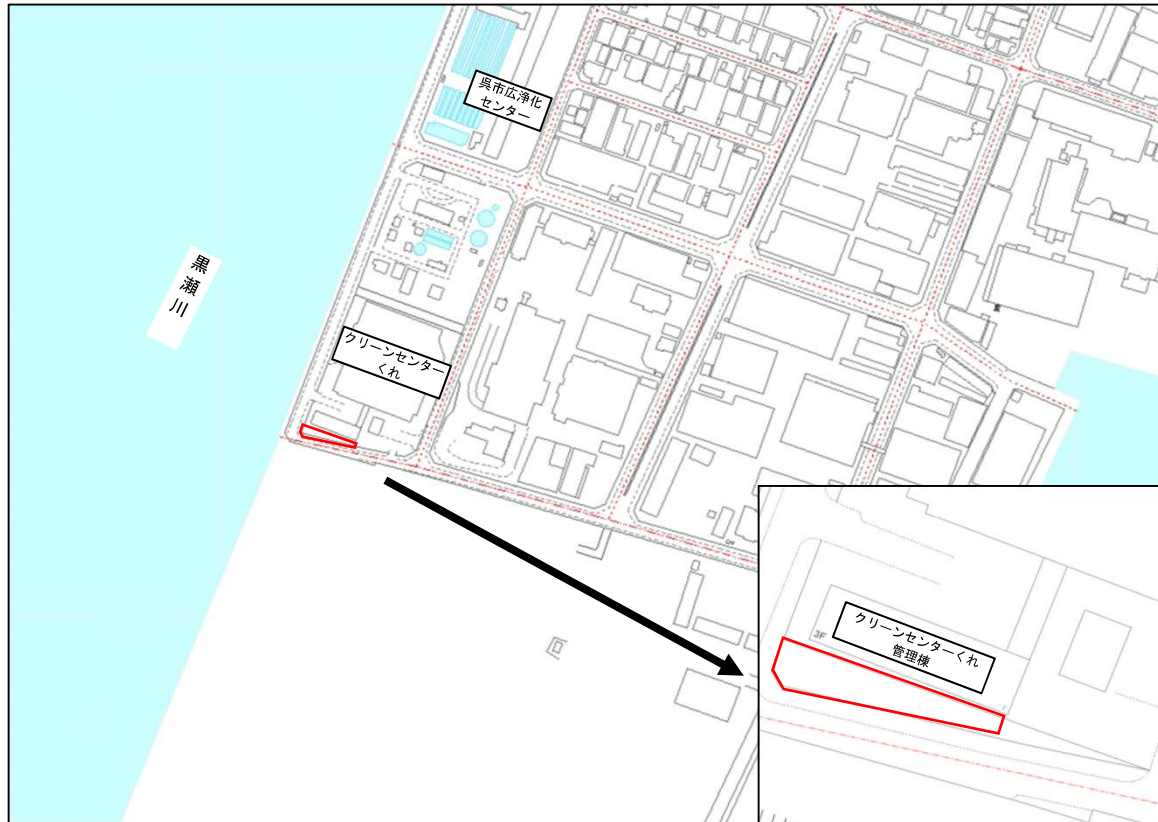 呉市広浄化
センター
黒瀬川
クリーンセンター
くれ
3F
クリーンセンターくれ
管理棟